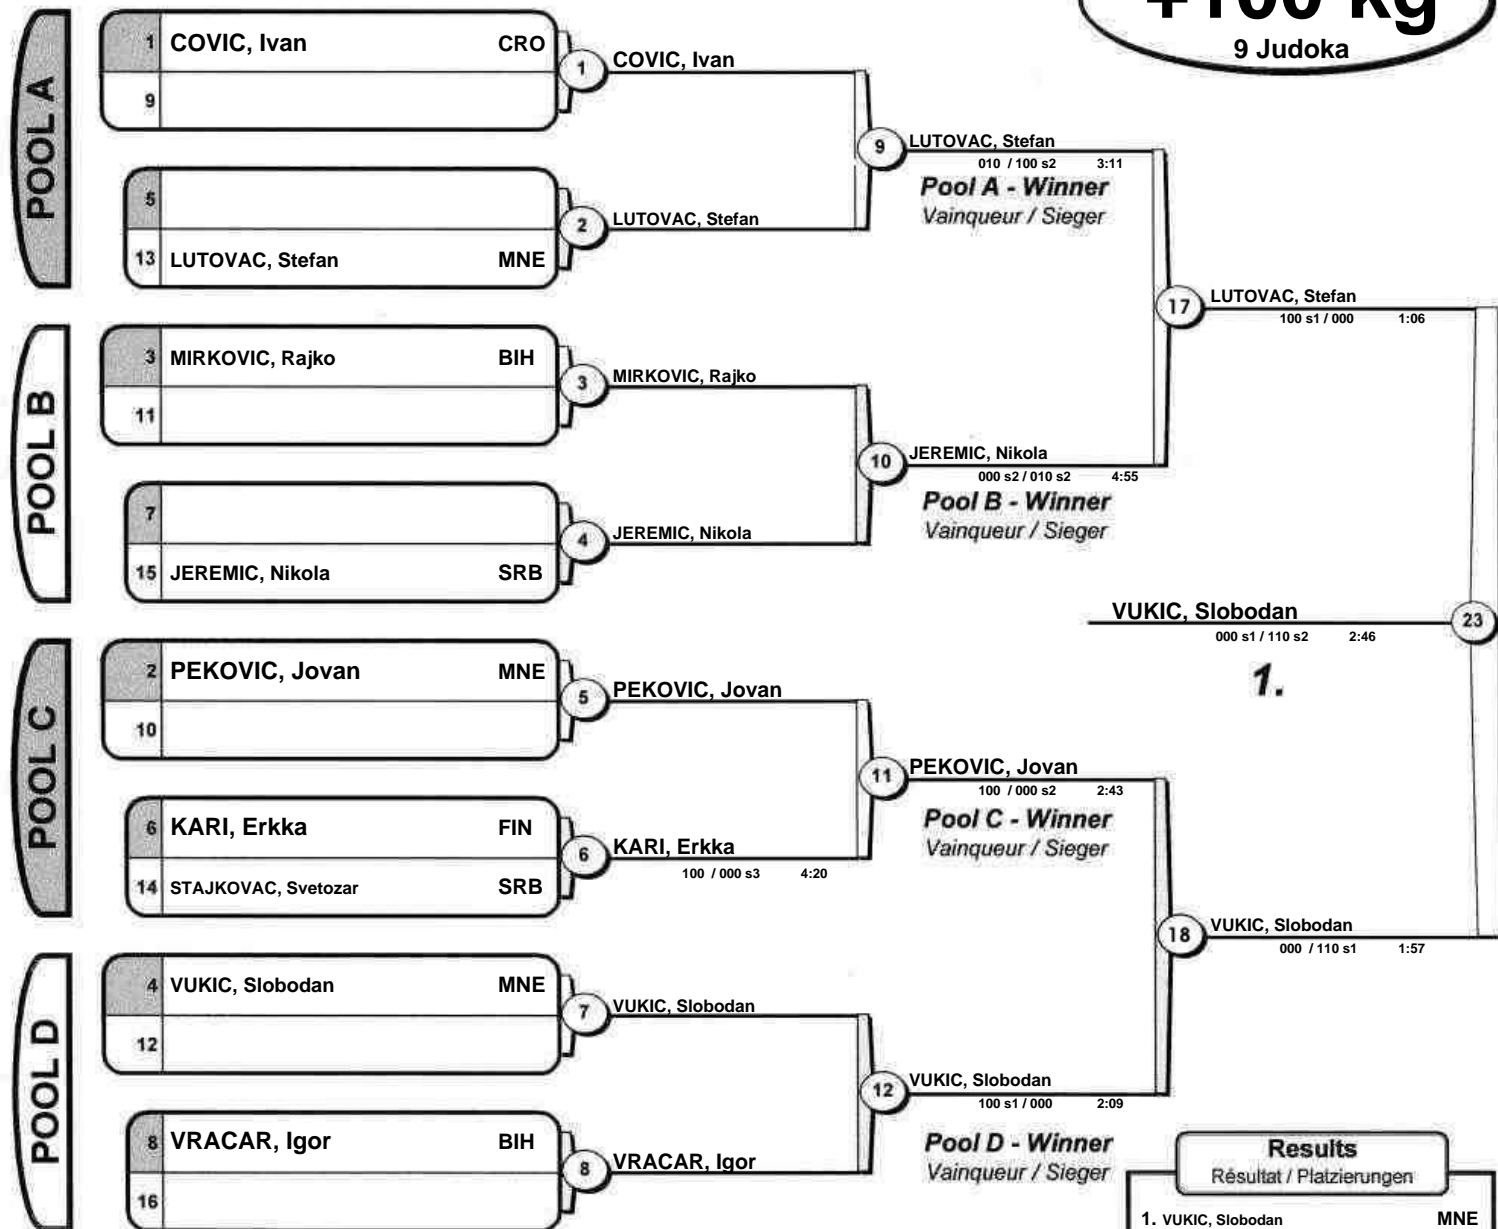 +100 kg
9 Judoka
POOL A
1 COVIC, Ivan CRO
9
1 COVIC, Ivan
5
13 LUTOVAC, Stefan MNE
2 LUTOVAC, Stefan
9 LUTOVAC, Stefan
010 / 100 s2 3:11
Pool A - Winner
Vainqueur / Sieger
POOL B
3 MIRKOVIC, Rajko BIH
11
3 MIRKOVIC, Rajko
7
15 JEREMIC, Nikola SRB
4 JEREMIC, Nikola
10 JEREMIC, Nikola
000 s2 / 010 s2 4:55
Pool B - Winner
Vainqueur / Sieger
17 LUTOVAC, Stefan
100 s1 / 000 1:06
VUKIC, Slobodan 23
000 s1 / 110 s2 2:46
1.
POOL C
2 PEKOVIC, Jovan MNE
10
5 PEKOVIC, Jovan
6 KARI, Erkka FIN
14 STAJKOVAC, Svetozar SRB
6 KARI, Erkka
100 / 000 s3 4:20
11 PEKOVIC, Jovan
100 / 000 s2 2:43
Pool C - Winner
Vainqueur / Sieger
18 VUKIC, Slobodan
000 / 110 s1 1:57
POOL D
4 VUKIC, Slobodan MNE
12
7 VUKIC, Slobodan
8 VRACAR, Igor BIH
16
8 VRACAR, Igor
12 VUKIC, Slobodan
100 s1 / 000 2:09
Pool D - Winner
Vainqueur / Sieger
Results
Résultat / Platzierungen
1. VUKIC, Slobodan MNE